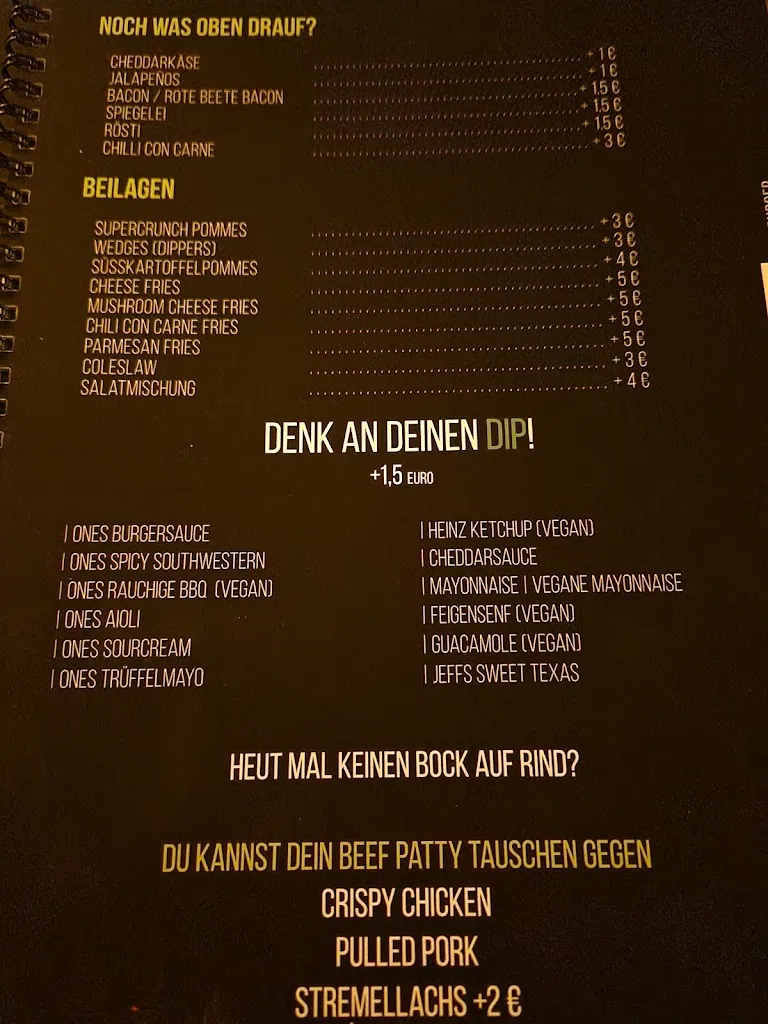 NOCH WAS OBEN DRAUF?
CHEDDARKÄSE + 1 €
JALAPEÑOS + 1 €
BACON / ROTE BEETE BACON + 1,5 €
SPIEGELEI + 1,5 €
RÖSTI + 1,5 €
CHILLI CON CARNE + 3 €
BEILAGEN
SUPERCRUNCH POMMES + 3 €
WEDGES (DIPPERS) + 3 €
SÜSSKARTOFFELPOMMES + 4 €
CHEESE FRIES + 5 €
MUSHROOM CHEESE FRIES + 5 €
CHILI CON CARNE FRIES + 5 €
PARMESAN FRIES + 5 €
COLESLAW + 3 €
SALATMISCHUNG + 4 €
DENK AN DEINEN DIP!
+1,5 EURO
| ONES BURGERSAUCE
| ONES SPICY SOUTHWESTERN
| ONES RAUCHIGE BBQ (VEGAN)
| ONES AIOLI
| ONES SOURCREAM
| ONES TRÜFFELMAYO
| HEINZ KETCHUP (VEGAN)
| CHEDDARSAUCE
| MAYONNAISE | VEGANE MAYONNAISE
| FEIGENSENF (VEGAN)
| GUACAMOLE (VEGAN)
| JEFFS SWEET TEXAS
HEUT MAL KEINEN BOCK AUF RIND?
DU KANNST DEIN BEEF PATTY TAUSCHEN GEGEN
CRISPY CHICKEN
PULLED PORK
STREMELLACHS +2 €